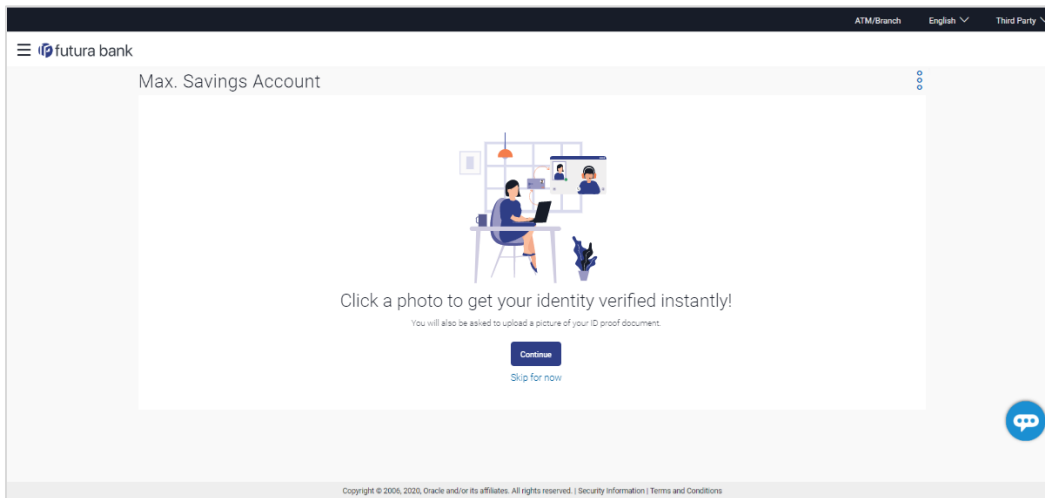 ATM/Branch English Third Party
futura bank
Max. Savings Account
Click a photo to get your identity verified instantly!
You will also be asked to upload a picture of your ID proof document.
Continue
Skip for now
Copyright © 2006, 2020, Oracle and/or its affiliates. All rights reserved. | Security Information | Terms and Conditions